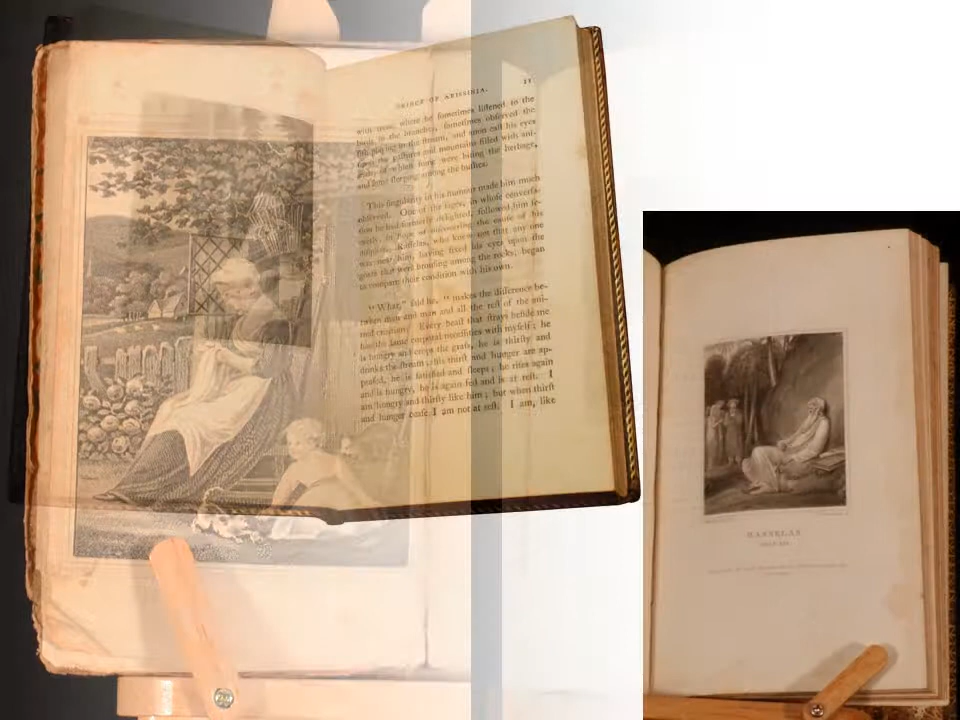 PRINCE OF ABISSINIA. 11
with trees, where he sometimes listened to the
birds in the branches, sometimes observed the
fish playing in the stream, and anon cast his eyes
upon the pastures and mountains filled with ani-
mals, of which some were biting the herbage,
and some sleeping among the bushes.
This singularity of his humour made him much
observed. One of the sages, in whose conversa-
tion he had formerly delighted, followed him se-
cretly, in hope of discovering the cause of his
disquiet. Rasselas, who knew not that any one
was near him, having fixed his eyes upon the
goats that were brousing among the rocks, began
to compare their condition with his own.
"What," said he, "makes the difference be-
tween man and all the rest of the ani-
mal creation? Every beast that strays beside me
has the same corporal necessities with myself; he
is hungry and crops the grass, he is thirsty and
drinks the stream; his thirst and hunger are ap-
peased, he is satisfied and sleeps; he rises again
and is hungry, he is again fed and is at rest. I
am hungry and thirsty like him; but when thirst
and hunger cease I am not at rest. I am, like
RASSELAS